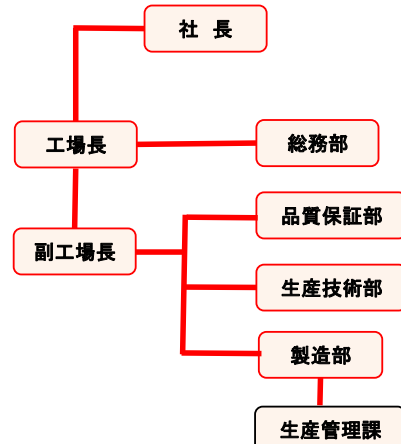 社 長
工場長
総務部
品質保証部
副工場長
生産技術部
製造部
生産管理課